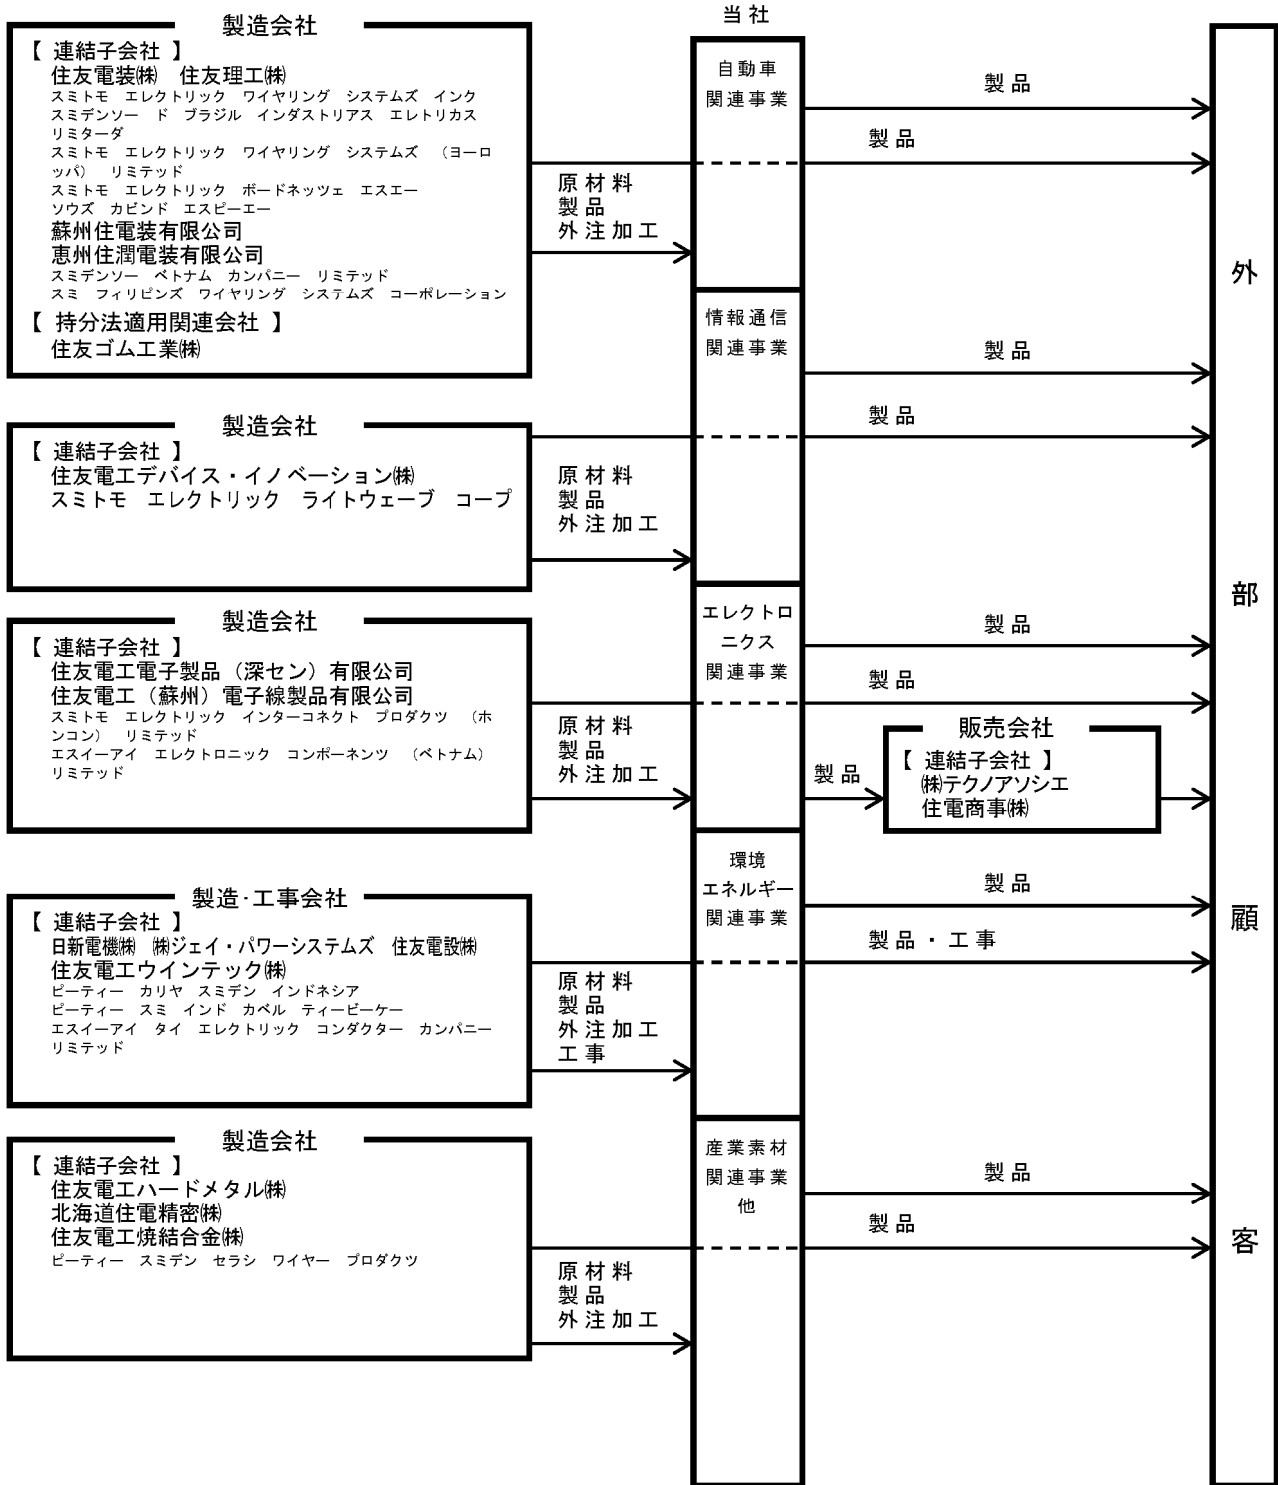 当社
製造会社
【 連結子会社 】
住友電装㈱　住友理工㈱
スミトモ　エレクトリック　ワイヤリング　システムズ　インク
スミデンソー　ド　ブラジル　インダストリアス　エレトリカス
リミターダ
スミトモ　エレクトリック　ワイヤリング　システムズ　（ヨーロ
ッパ）　リミテッド
スミトモ　エレクトリック　ボードネッツェ　エスエー
ソウズ　カビンド　エスピーエー
蘇州住電装有限公司
恵州住潤電装有限公司
スミデンソー　ベトナム　カンパニー　リミテッド
スミ　フィリピンズ　ワイヤリング　システムズ　コーポレーション
【 持分法適用関連会社 】
住友ゴム工業㈱
原材料
製品
外注加工
自動車
関連事業
製品
製品
製造会社
【 連結子会社 】
住友電工デバイス・イノベーション㈱
スミトモ　エレクトリック　ライトウェーブ　コープ
原材料
製品
外注加工
情報通信
関連事業
製品
製品
製造会社
【 連結子会社 】
住友電工電子製品（深セン）有限公司
住友電工（蘇州）電子線製品有限公司
スミトモ　エレクトリック　インターコネクト　プロダクツ　（ホ
ンコン）　リミテッド
エスイーアイ　エレクトロニック　コンポーネンツ　（ベトナム）
リミテッド
原材料
製品
外注加工
エレクトロ
ニクス
関連事業
製品
製品
製品
販売会社
【 連結子会社 】
㈱テクノアソシエ
住電商事㈱
製造・工事会社
【 連結子会社 】
日新電機㈱　㈱ジェイ・パワーシステムズ　住友電設㈱
住友電工ウインテック㈱
ピーティー　カリヤ　スミデン　インドネシア
ピーティー　スミ　インド　カベル　ティービーケー
エスイーアイ　タイ　エレクトリック　コンダクター　カンパニー
リミテッド
原材料
製品
外注加工
工事
環境
エネルギー
関連事業
製品
製品・工事
製造会社
【 連結子会社 】
住友電工ハードメタル㈱
北海道住電精密㈱
住友電工焼結合金㈱
ピーティー　スミデン　セラシ　ワイヤー　プロダクツ
原材料
製品
外注加工
産業素材
関連事業
他
製品
製品
外部顧客